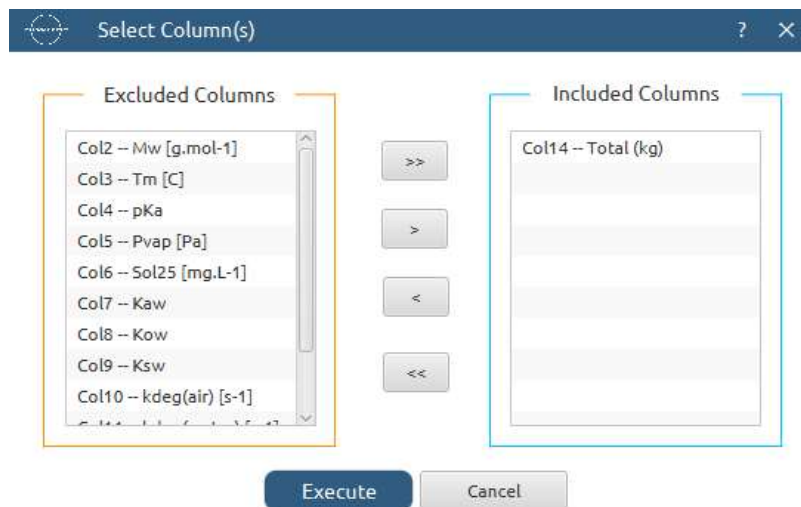 Select Column(s)
?
×
Excluded Columns
Included Columns
Col2 -- Mw [g.mol-1]
Col3 -- Tm [C]
Col4 -- pKa
Col5 -- Pvap [Pa]
Col6 -- Sol25 [mg.L-1]
Col7 -- Kaw
Col8 -- Kow
Col9 -- Ksw
Col10 -- kdeg(air) [s-1]
>>
>
<
<<
Col14 -- Total (kg)
Execute
Cancel